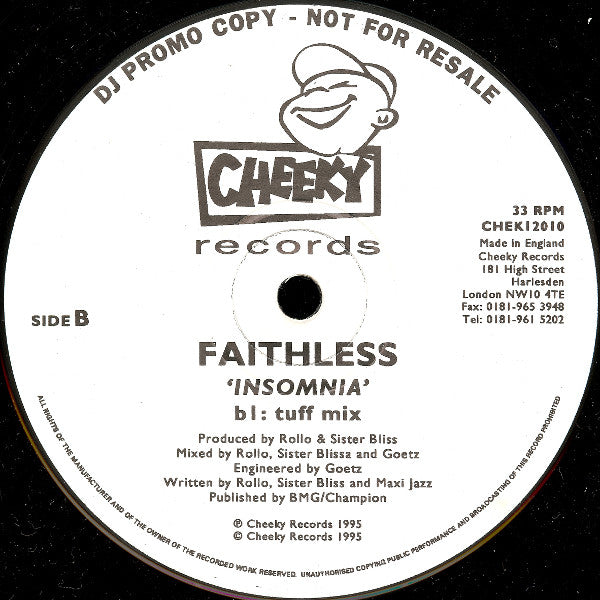 DJ PROMO COPY - NOT FOR RESALE
CHEEKY
records
33 RPM
CHEK12010
Made in England
Cheeky Records
181 High Street
Harlesden
London NW10 4TE
Fax: 0181-965 3948
Tel: 0181-961 5202
SIDE B
FAITHLESS
‘INSOMNIA’
b1: tuff mix
Produced by Rollo & Sister Bliss
Mixed by Rollo, Sister Blissa and Goetz
Engineered by Goetz
Written by Rollo, Sister Bliss and Maxi Jazz
Published by BMG/Champion
℗ Cheeky Records 1995
© Cheeky Records 1995
ALL RIGHTS OF THE MANUFACTURER AND OF THE OWNER OF THE RECORDED WORK RESERVED. UNAUTHORISED COPYING PUBLIC PERFORMANCE AND BROADCASTING OF THIS RECORD PROHIBITED